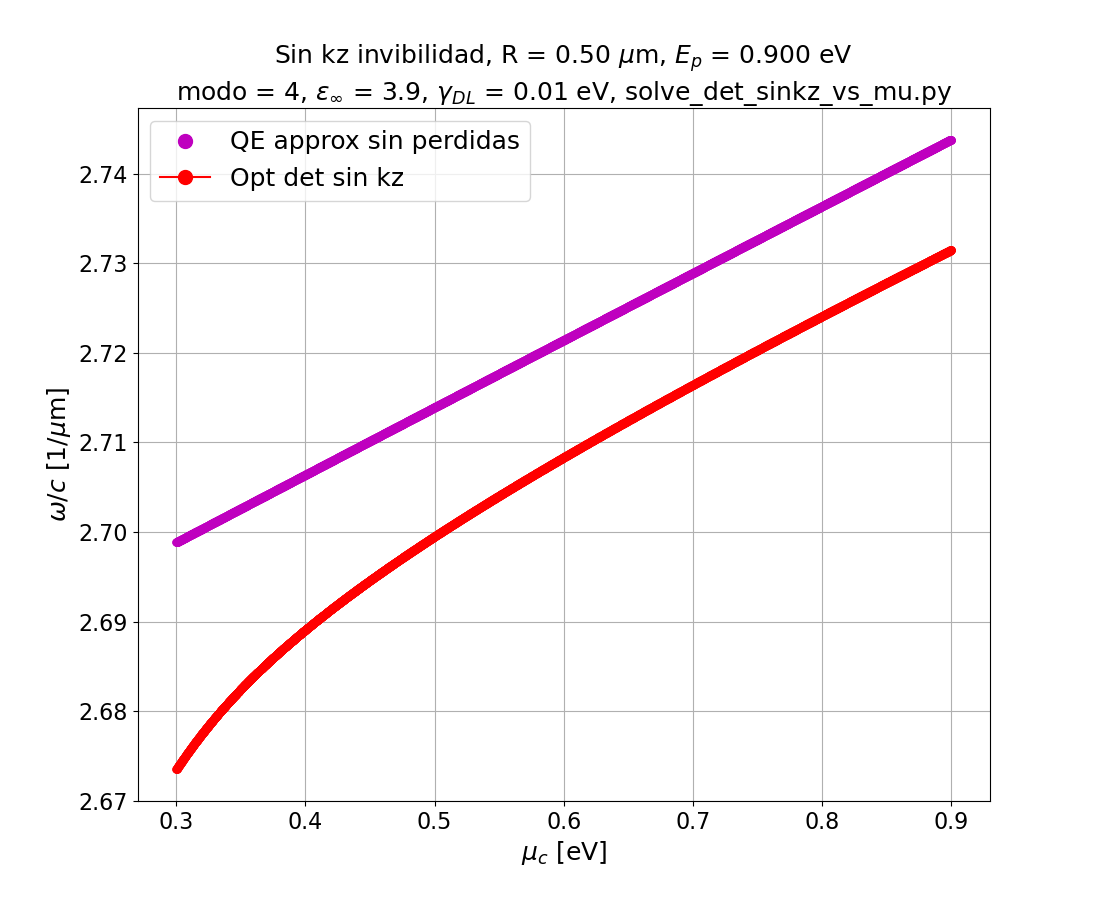 Sin kz invibilidad, R = 0.50 μm, E_p = 0.900 eV
modo = 4, ε_∞ = 3.9, γ_DL = 0.01 eV, solve_det_sinkz_vs_mu.py
QE approx sin perdidas
Opt det sin kz
2.74
2.73
2.72
2.71
2.70
2.69
2.68
2.67
ω/c [1/μm]
0.3 0.4 0.5 0.6 0.7 0.8 0.9
μ_c [eV]